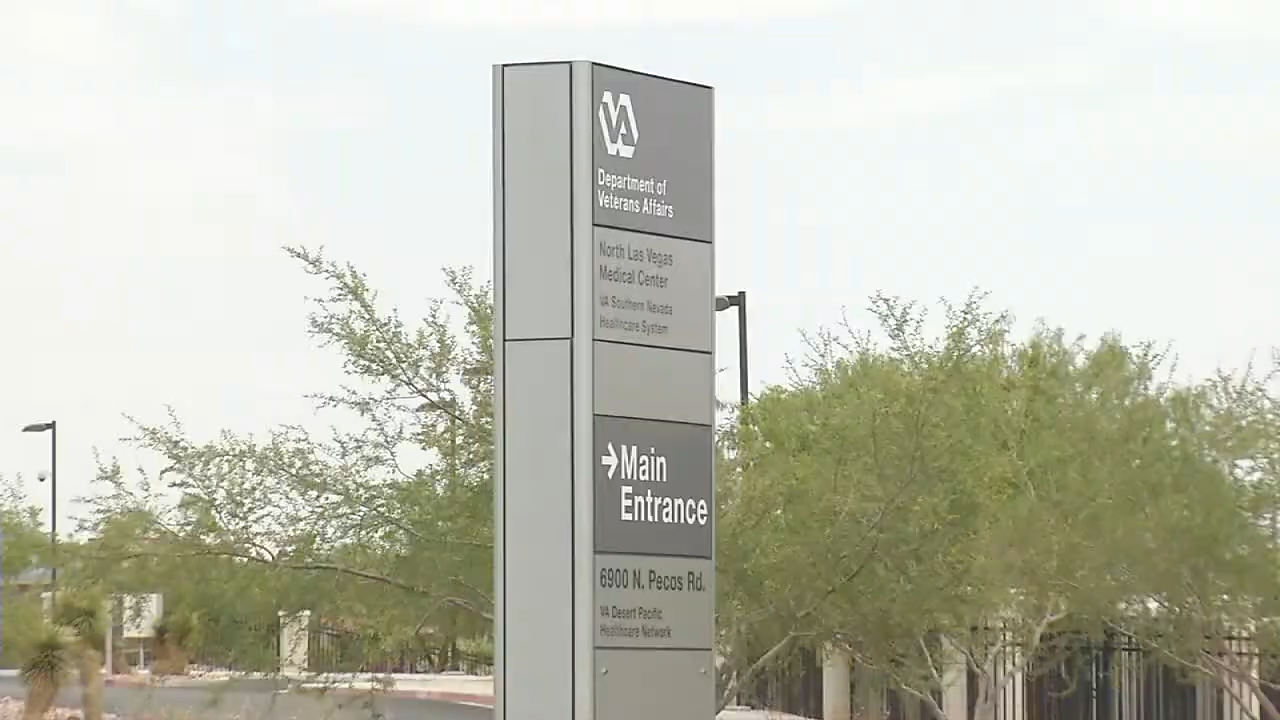 VA
Department of
Veterans Affairs
North Las Vegas
Medical Center
VA Southern Nevada
Healthcare System
→Main
Entrance
6900 N. Pecos Rd.
VA Desert Pacific
Healthcare Network